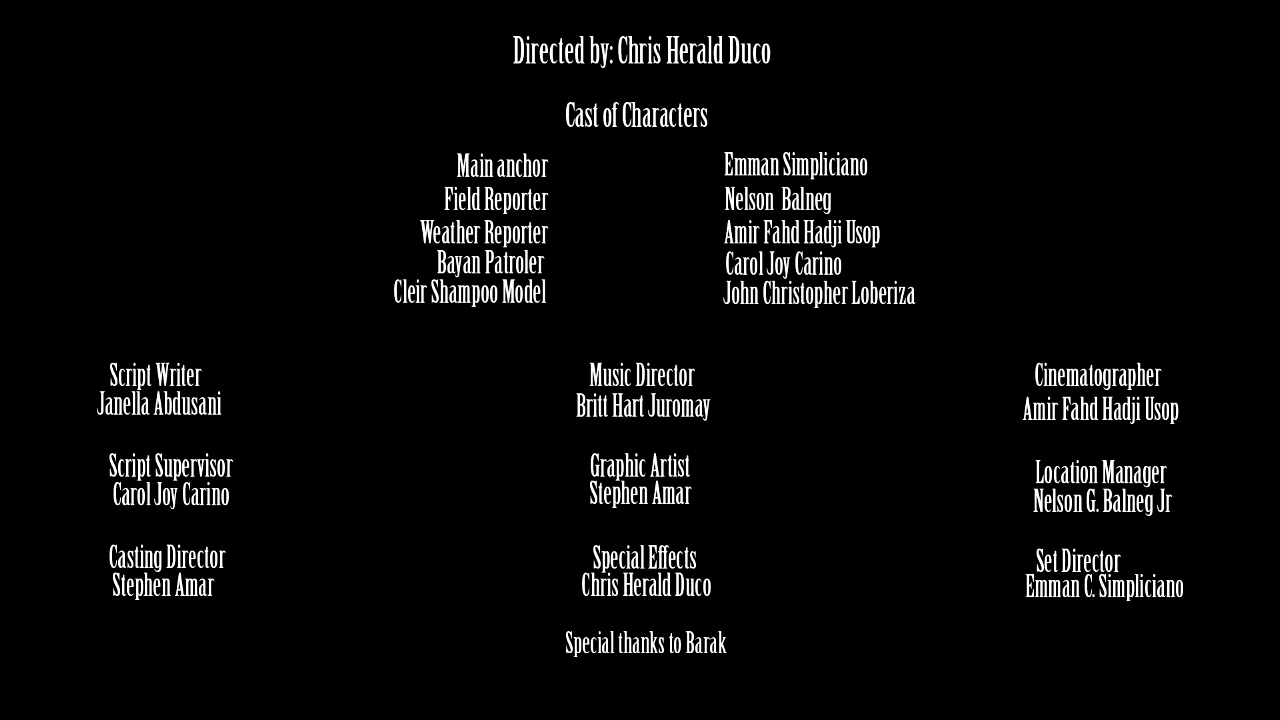 Directed by: Chris Herald Duco
Cast of Characters
Main anchor Emman Simpliciano
Field Reporter Nelson Balneg
Weather Reporter Amir Fahd Hadji Usop
Bayan Patroler Carol Joy Carino
Cleir Shampoo Model John Christopher Loberiza
Script Writer
Janella Abdusani
Script Supervisor
Carol Joy Carino
Casting Director
Stephen Amar
Music Director
Britt Hart Juromay
Graphic Artist
Stephen Amar
Special Effects
Chris Herald Duco
Cinematographer
Amir Fahd Hadji Usop
Location Manager
Nelson G. Balneg Jr
Set Director
Emman C. Simpliciano
Special thanks to Barak